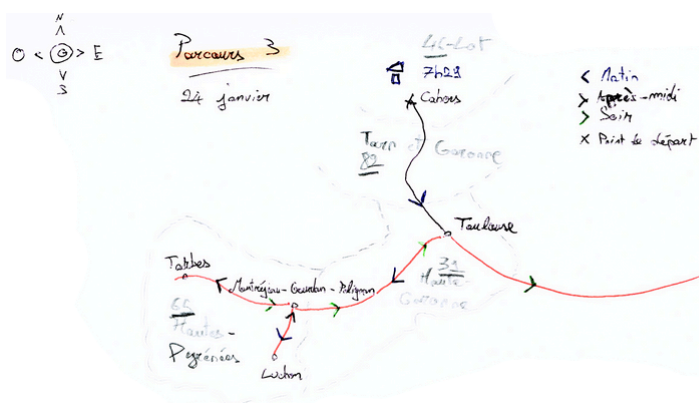 N
O < G > E
V
S
Parcours 3
24 janvier
46-Lot
7h29
Cahors
Tarn et Garonne
82
Toulouse
31
Haute-
Garonne
Tarbes
Montréjeau-Gourdan-Polignan
65
Hautes-
Pyrénées
Luchon
< Matin
> Après-midi
> Soir
× Point de départ